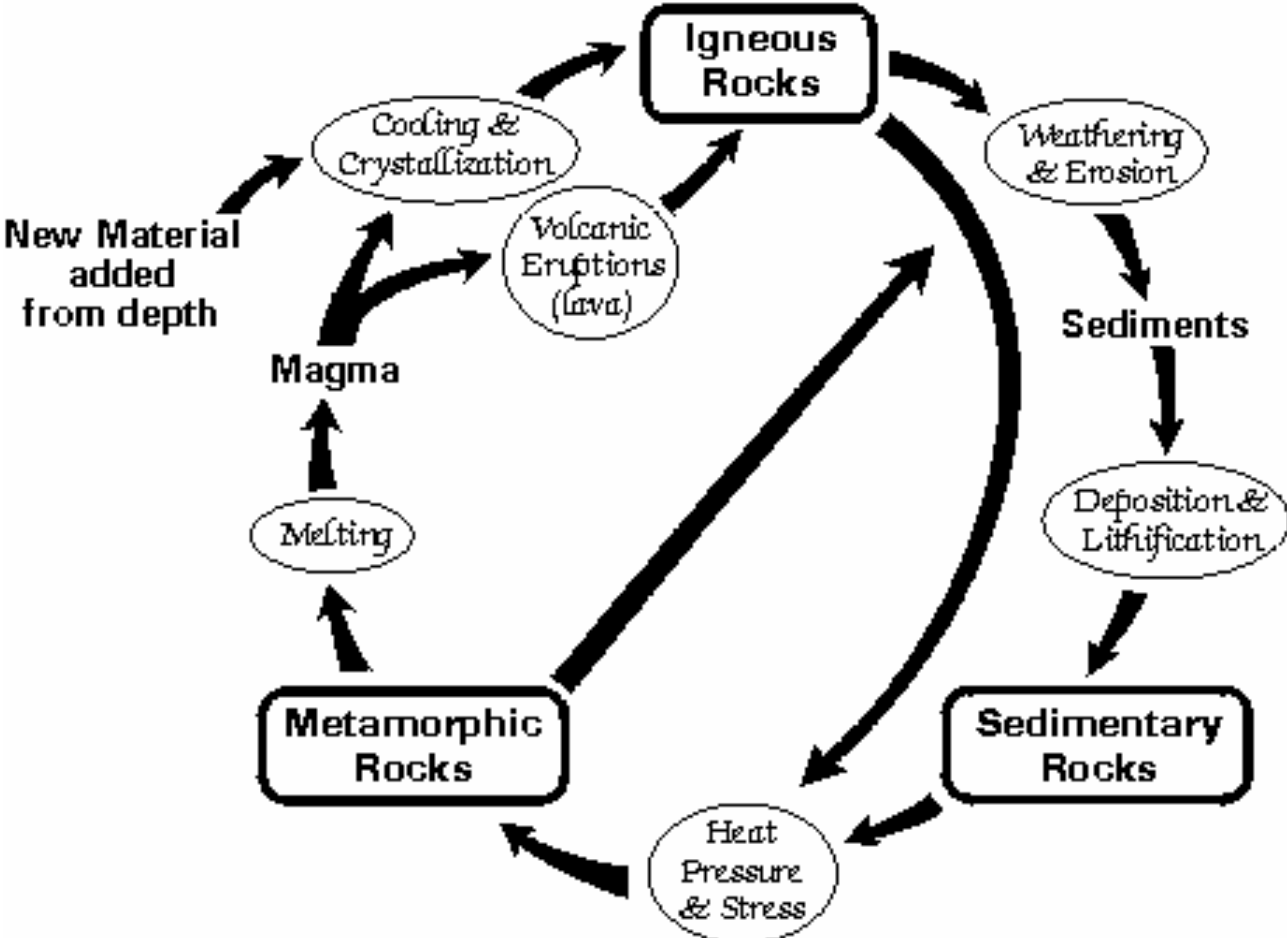 Igneous
Rocks
Cooling &
Crystallization
Weathering
& Erosion
New Material
added
from depth
Volcanic
Eruptions
(lava)
Sediments
Magma
Deposition &
Lithification
Melting
Metamorphic
Rocks
Sedimentary
Rocks
Heat
Pressure
& Stress